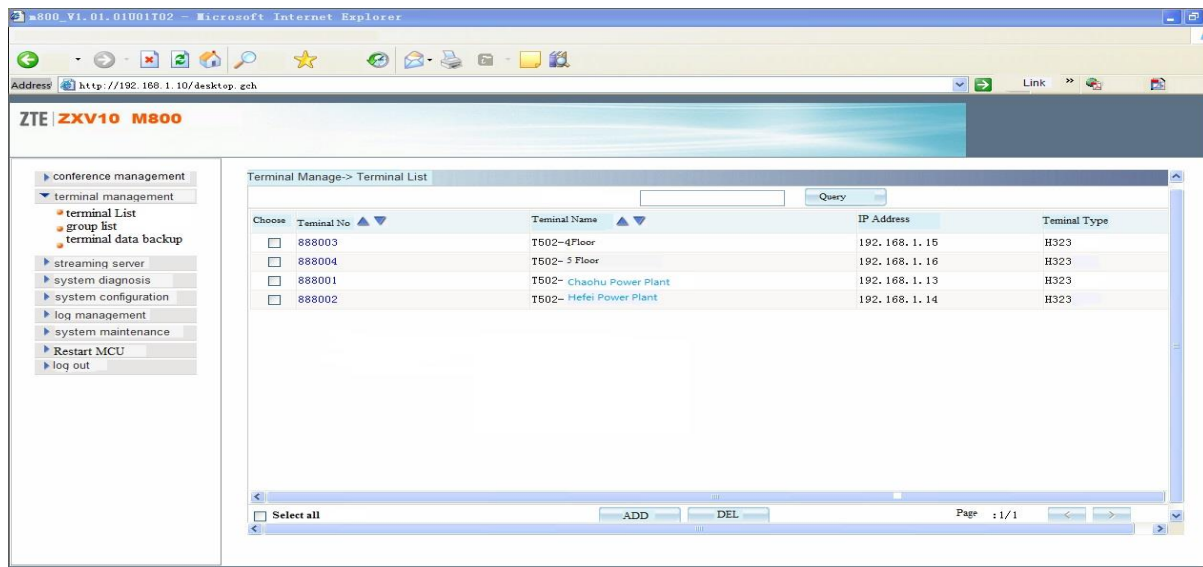 m800_V1.01.01U01T02 - Microsoft Internet Explorer
Address http://192.168.1.10/desktop.gch Link »
ZTE ZXV10 M800
conference management
terminal management
terminal List
group list
terminal data backup
streaming server
system diagnosis
system configuration
log management
system maintenance
Restart MCU
log out
Terminal Manage-> Terminal List
Query
Choose Teminal No Teminal Name IP Address Teminal Type
888003 T502-4Floor 192.168.1.15 H323
888004 T502- 5 Floor 192.168.1.16 H323
888001 T502- Chaohu Power Plant 192.168.1.13 H323
888002 T502- Hefei Power Plant 192.168.1.14 H323
Select all ADD DEL Page :1/1 < >